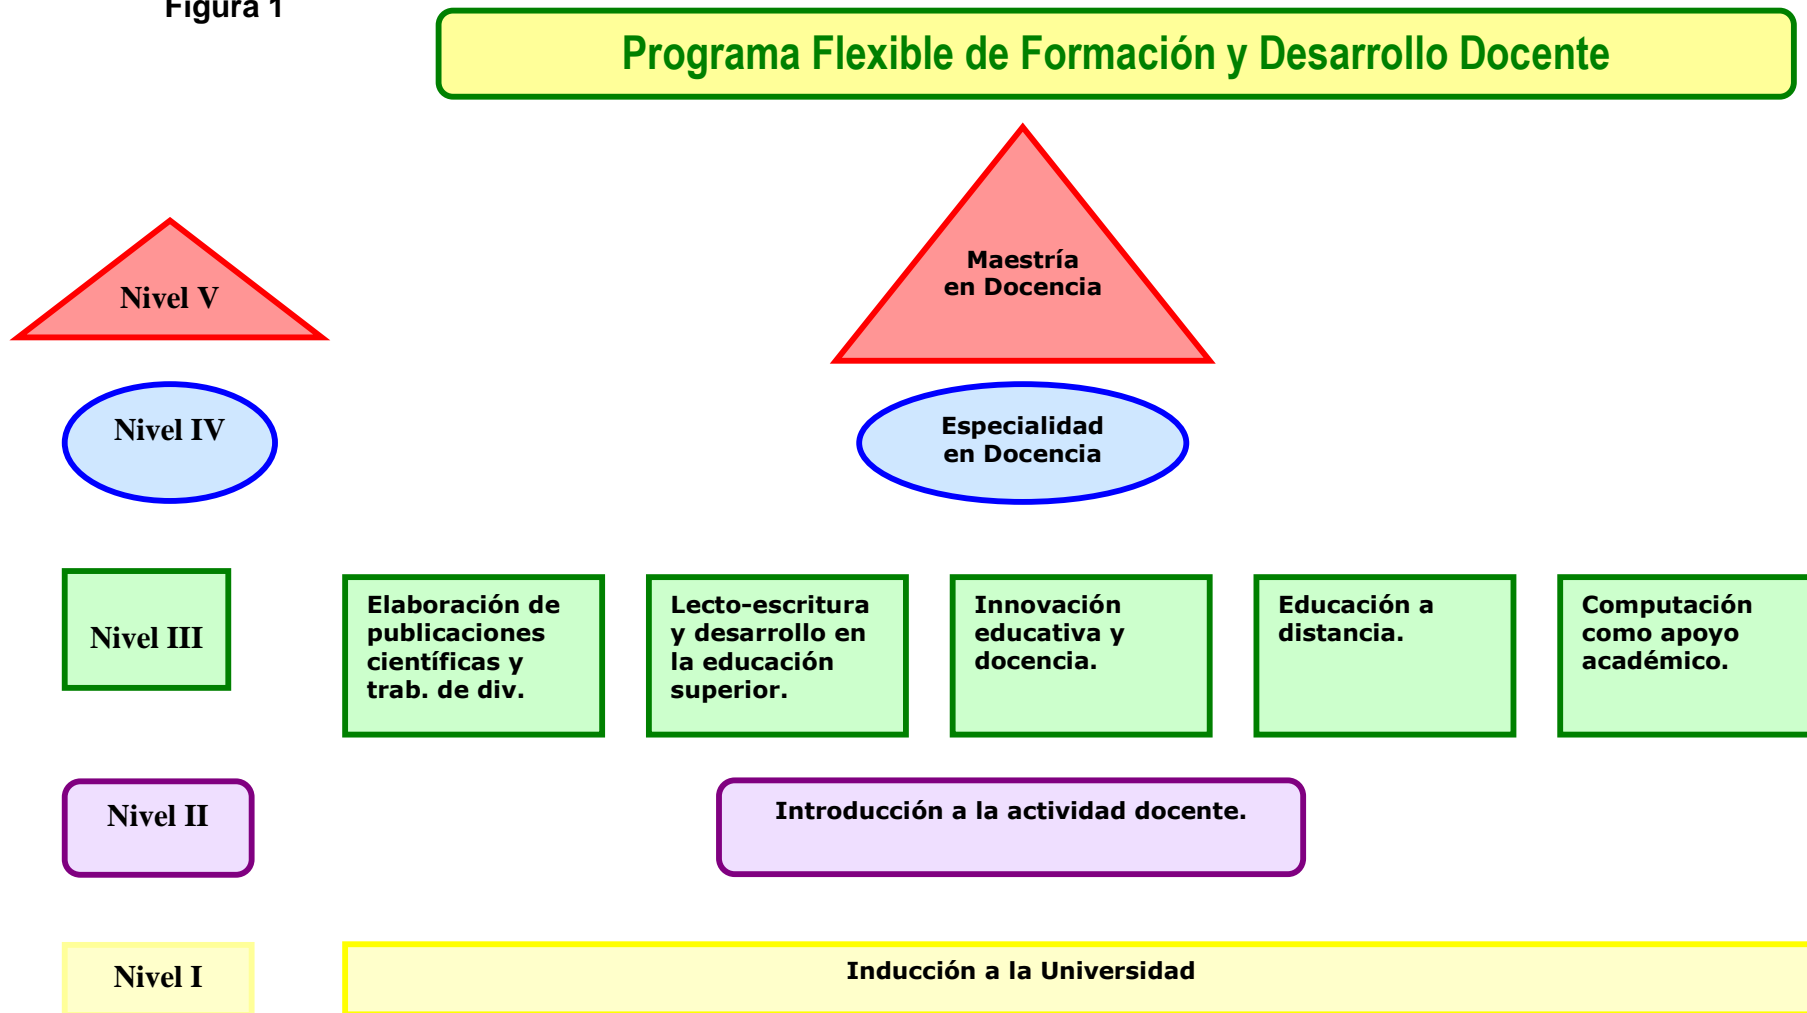 Figura 1
Programa Flexible de Formación y Desarrollo Docente
Nivel V
Maestría
en Docencia
Nivel IV
Especialidad
en Docencia
Nivel III
Elaboración de
publicaciones
científicas y
trab. de div.
Lecto-escritura
y desarrollo en
la educación
superior.
Innovación
educativa y
docencia.
Educación a
distancia.
Computación
como apoyo
académico.
Nivel II
Introducción a la actividad docente.
Nivel I
Inducción a la Universidad